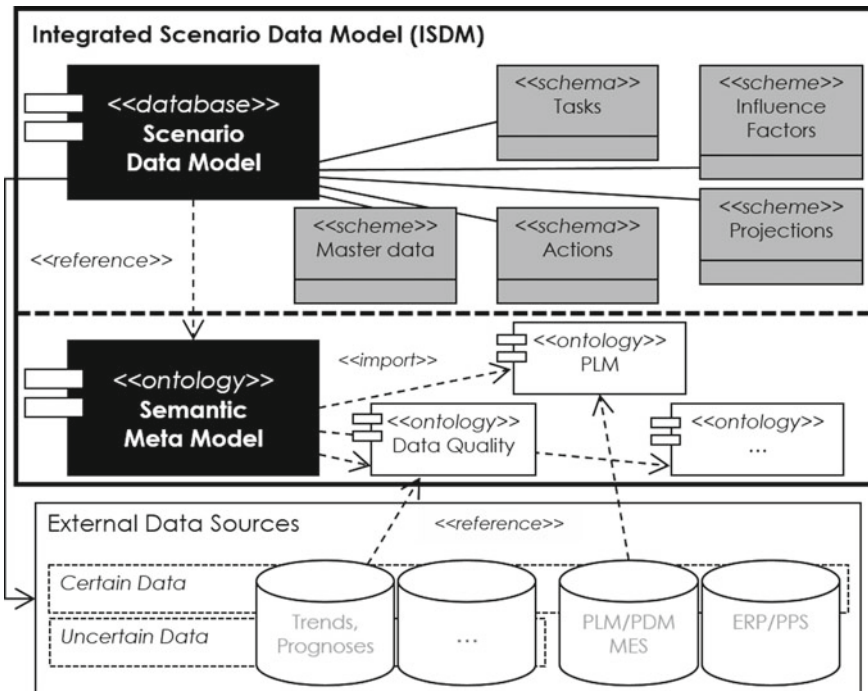 Integrated Scenario Data Model (ISDM)
<<database>>
Scenario
Data Model
<<schema>>
Tasks
<<scheme>>
Influence
Factors
<<scheme>>
Master data
<<schema>>
Actions
<<scheme>>
Projections
<<reference>>
<<ontology>>
Semantic
Meta Model
<<import>>
<<ontology>>
PLM
<<ontology>>
Data Quality
<<ontology>>
...
External Data Sources
<<reference>>
Certain Data
Uncertain Data
Trends,
Prognoses
...
PLM/PDM
MES
ERP/PPS